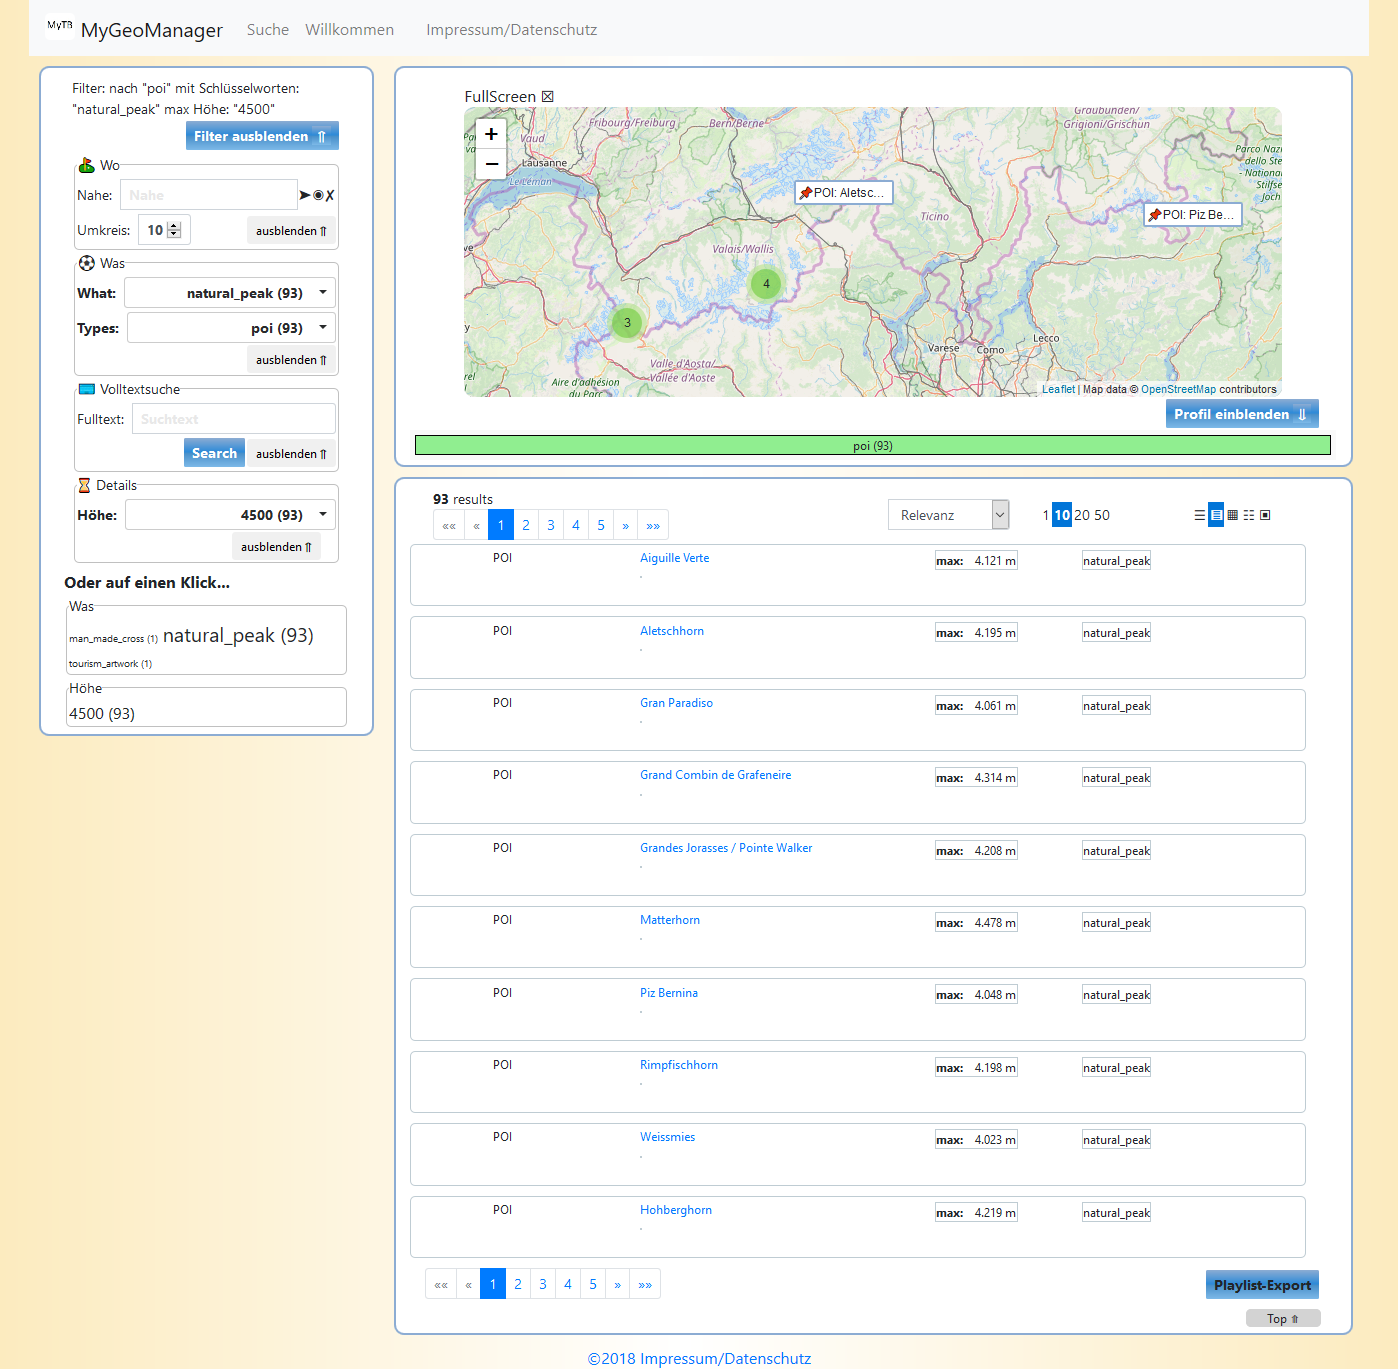 MyTB MyGeoManager Suche Willkommen Impressum/Datenschutz
Filter: nach "poi" mit Schlüsselworten:
"natural_peak" max Höhe: "4500"
Filter ausblenden ⇑
Wo
Nahe: Nahe ➤◉✗
Umkreis: 10 ausblenden ⇑
Was
What: natural_peak (93)
Types: poi (93)
ausblenden ⇑
Volltextsuche
Fulltext: Suchtext
Search ausblenden ⇑
Details
Höhe: 4500 (93)
ausblenden ⇑
Oder auf einen Klick...
Was
man_made_cross (1) natural_peak (93)
tourism_artwork (1)
Höhe
4500 (93)
FullScreen ☒
+
−
Fribourg/Freiburg
Bern/Berne
Graubünden/
Grigioni/Grischun
Vaud
Lausanne
Le Léman
Parco Naz
dello Ste
Nationa
Stilfse
Joch
POI: Aletsc...
POI: Piz Be...
Ticino
Valais/Wallis
4
3
Varese
Como
Lecco
Valle d'Aosta/
Vallée d'Aoste
Aire d'adhésion
du Parc
Leaflet | Map data © OpenStreetMap contributors
Profil einblenden ⇓
poi (93)
93 results
«« « 1 2 3 4 5 » »»
Relevanz
1 10 20 50
POI Aiguille Verte max: 4.121 m natural_peak
.
POI Aletschhorn max: 4.195 m natural_peak
.
POI Gran Paradiso max: 4.061 m natural_peak
.
POI Grand Combin de Grafeneire max: 4.314 m natural_peak
.
POI Grandes Jorasses / Pointe Walker max: 4.208 m natural_peak
.
POI Matterhorn max: 4.478 m natural_peak
.
POI Piz Bernina max: 4.048 m natural_peak
.
POI Rimpfischhorn max: 4.198 m natural_peak
.
POI Weissmies max: 4.023 m natural_peak
.
POI Hohberghorn max: 4.219 m natural_peak
.
«« « 1 2 3 4 5 » »»
Playlist-Export
Top ⇑
©2018 Impressum/Datenschutz